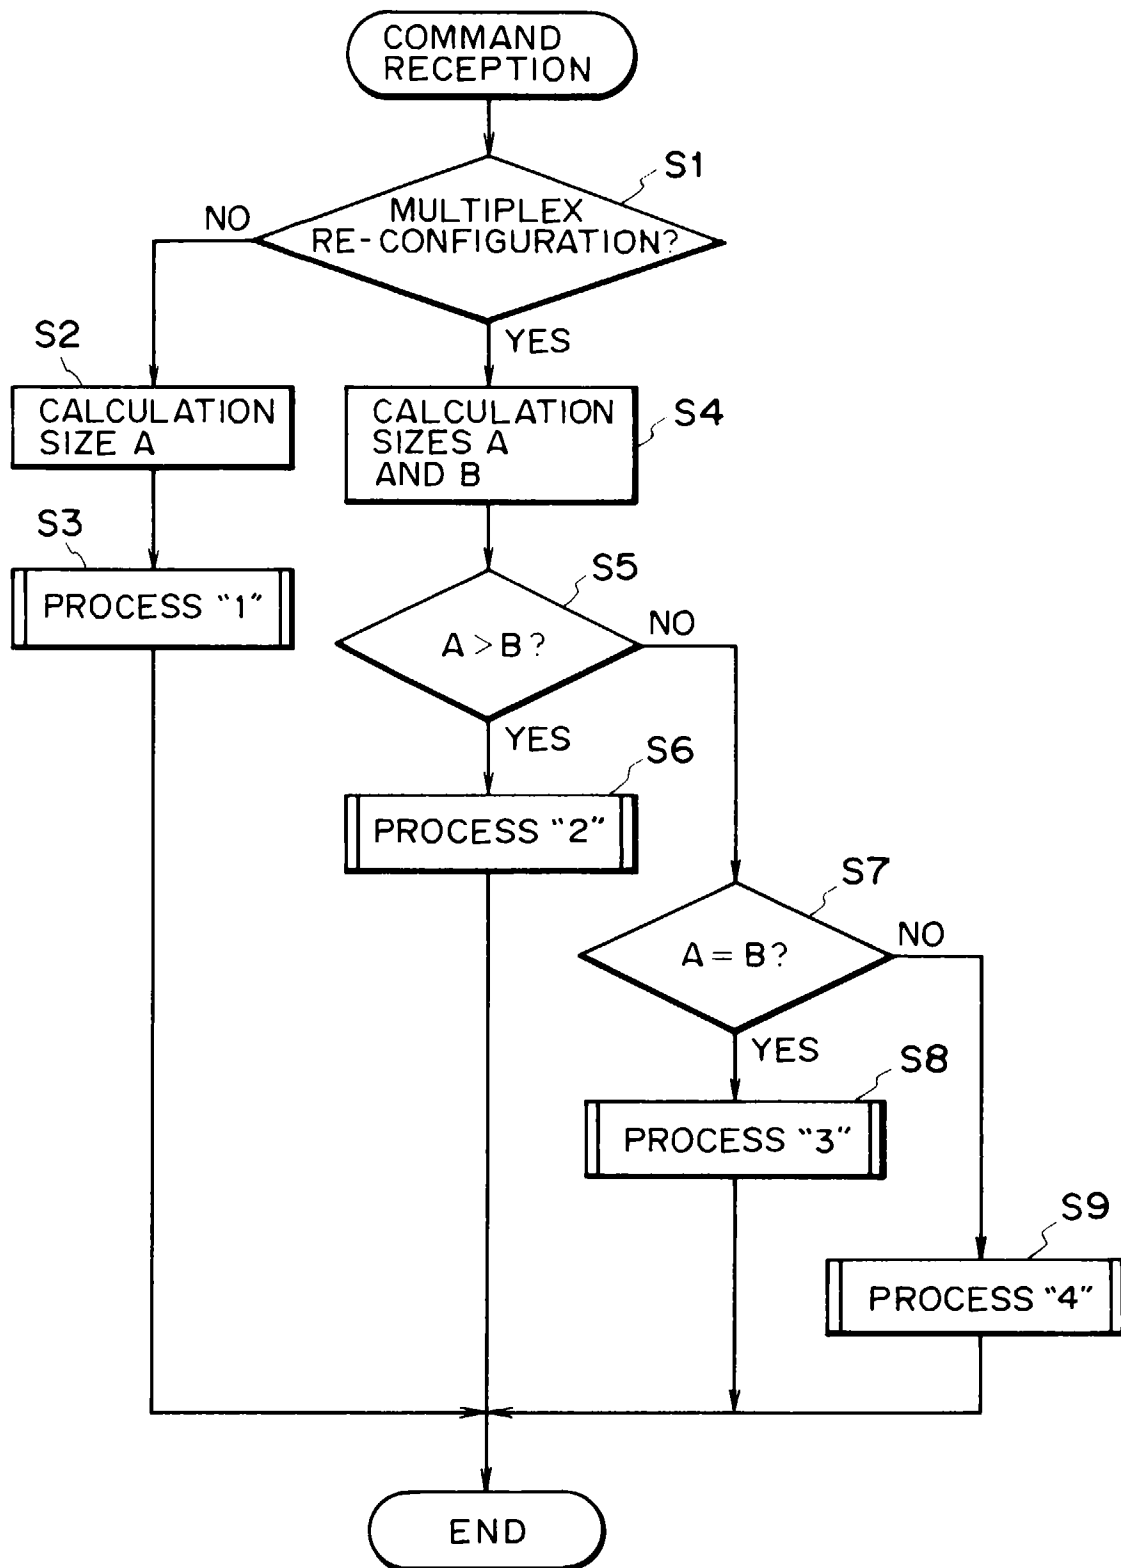 COMMAND
RECEPTION
S1
MULTIPLEX
RE-CONFIGURATION?
NO
YES
S2
CALCULATION
SIZE A
CALCULATION
SIZES A
AND B
S4
S3
PROCESS "1"
S5
A > B?
NO
YES
S6
PROCESS "2"
S7
A = B?
NO
YES
S8
PROCESS "3"
S9
PROCESS "4"
END